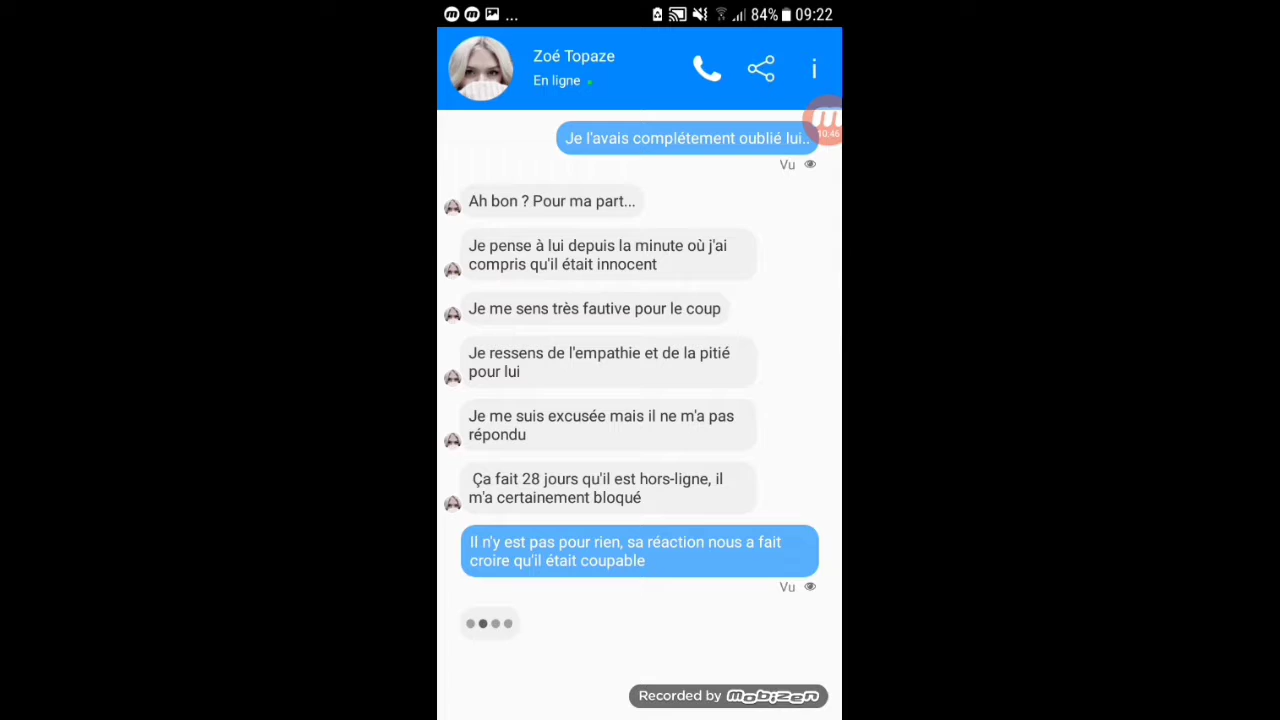 ... 84% 09:22
Zoé Topaze
En ligne
10:46
Je l'avais complétement oublié lui..
Vu
Ah bon ? Pour ma part...
Je pense à lui depuis la minute où j'ai
compris qu'il était innocent
Je me sens très fautive pour le coup
Je ressens de l'empathie et de la pitié
pour lui
Je me suis excusée mais il ne m'a pas
répondu
Ça fait 28 jours qu'il est hors-ligne, il
m'a certainement bloqué
Il n'y est pas pour rien, sa réaction nous a fait
croire qu'il était coupable
Vu
Recorded by mobizen